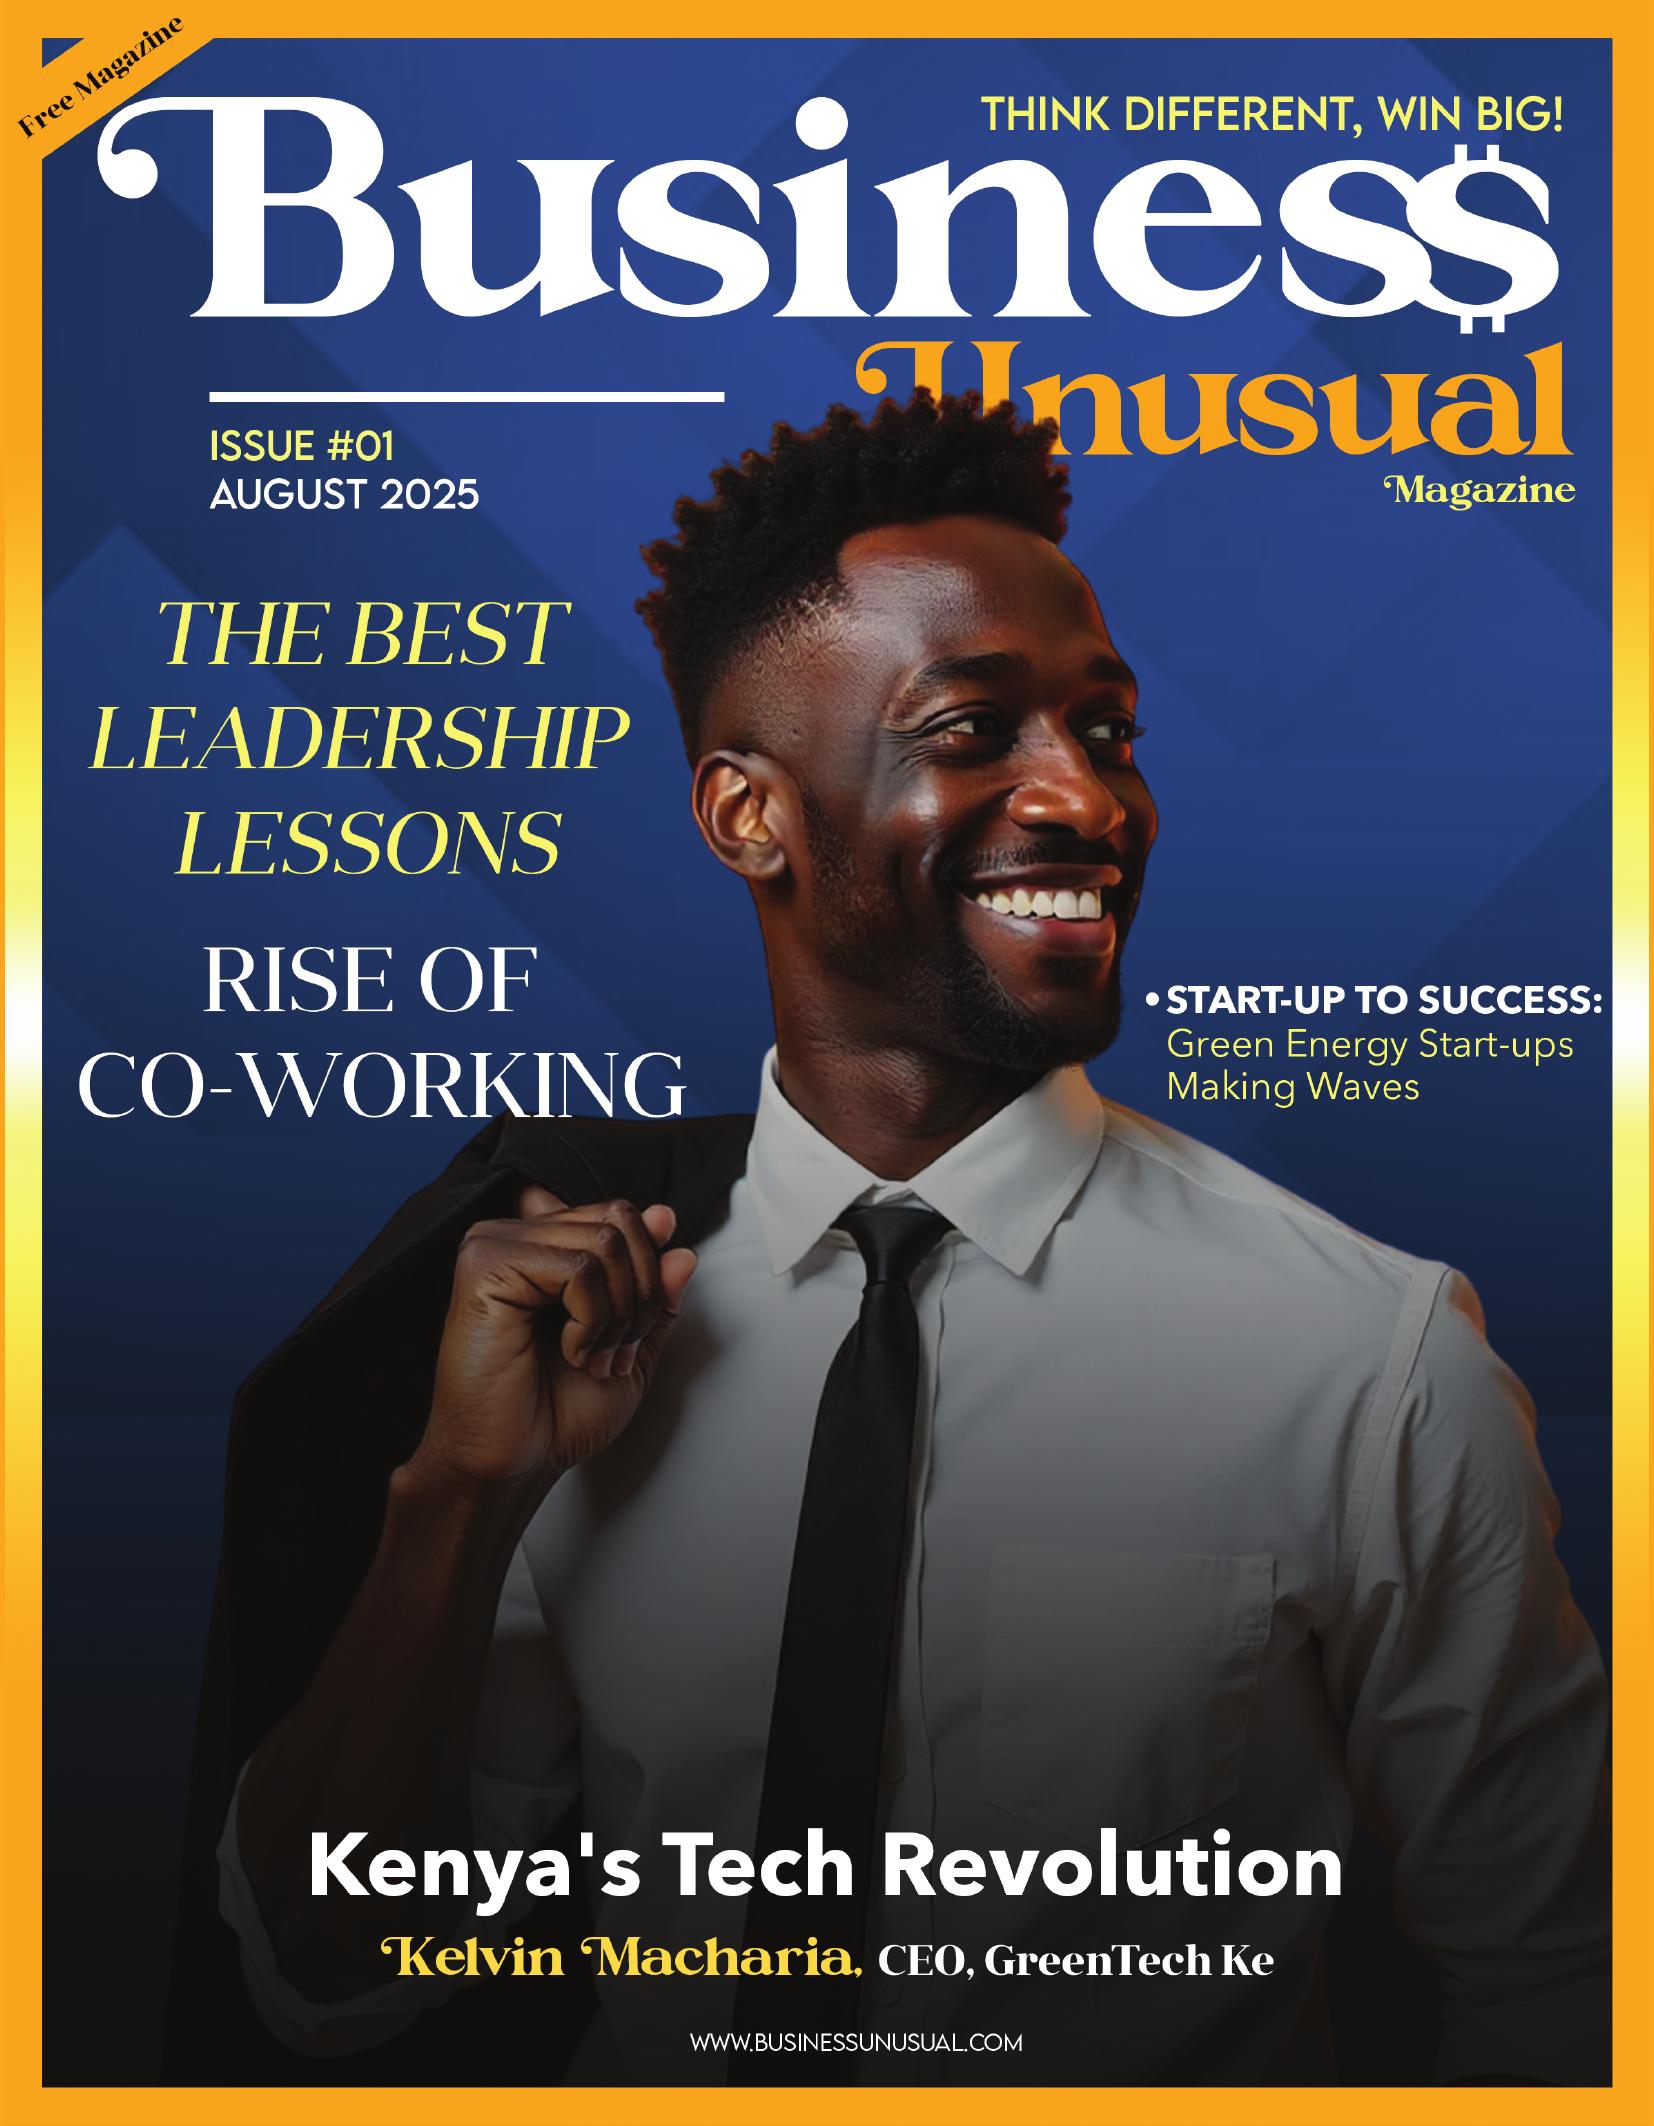 Free Magazine
THINK DIFFERENT, WIN BIG!
Busines$
Unusual
Magazine
ISSUE #01
AUGUST 2025
THE BEST
LEADERSHIP
LESSONS
RISE OF
CO-WORKING
• START-UP TO SUCCESS:
Green Energy Start-ups
Making Waves
Kenya's Tech Revolution
Kelvin Macharia, CEO, GreenTech Ke
WWW.BUSINESSUNUSUAL.COM